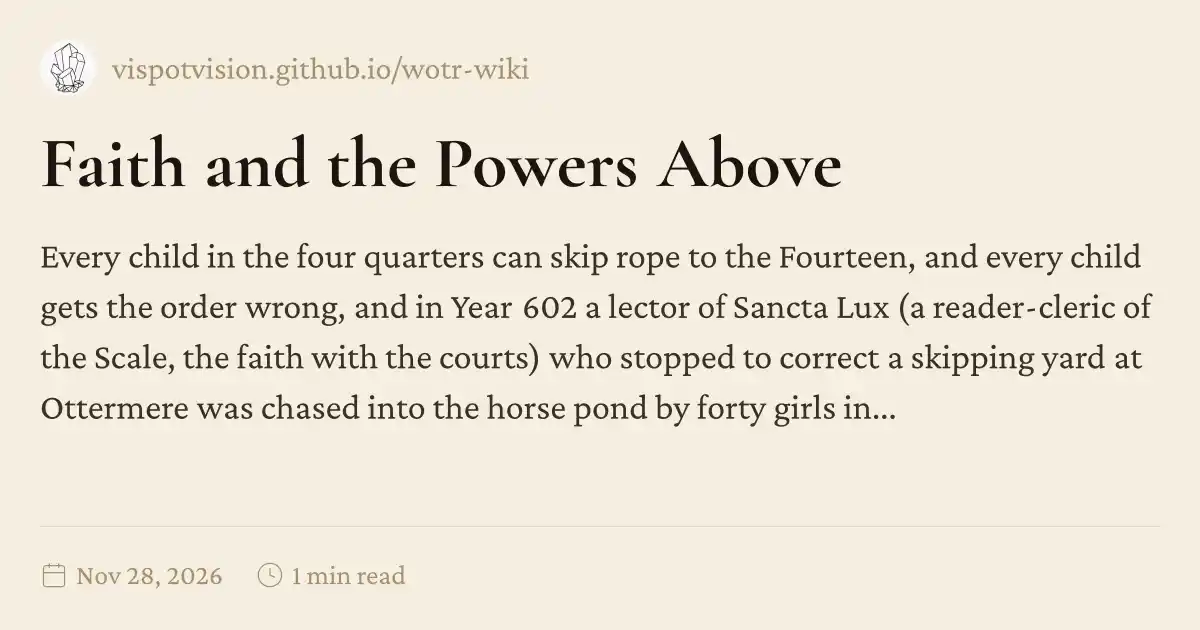 vispotvision.github.io/wotr-wiki
Faith and the Powers Above
Every child in the four quarters can skip rope to the Fourteen, and every child
gets the order wrong, and in Year 602 a lector of Sancta Lux (a reader-cleric of
the Scale, the faith with the courts) who stopped to correct a skipping yard at
Ottermere was chased into the horse pond by forty girls in...
Nov 28, 2026
1 min read